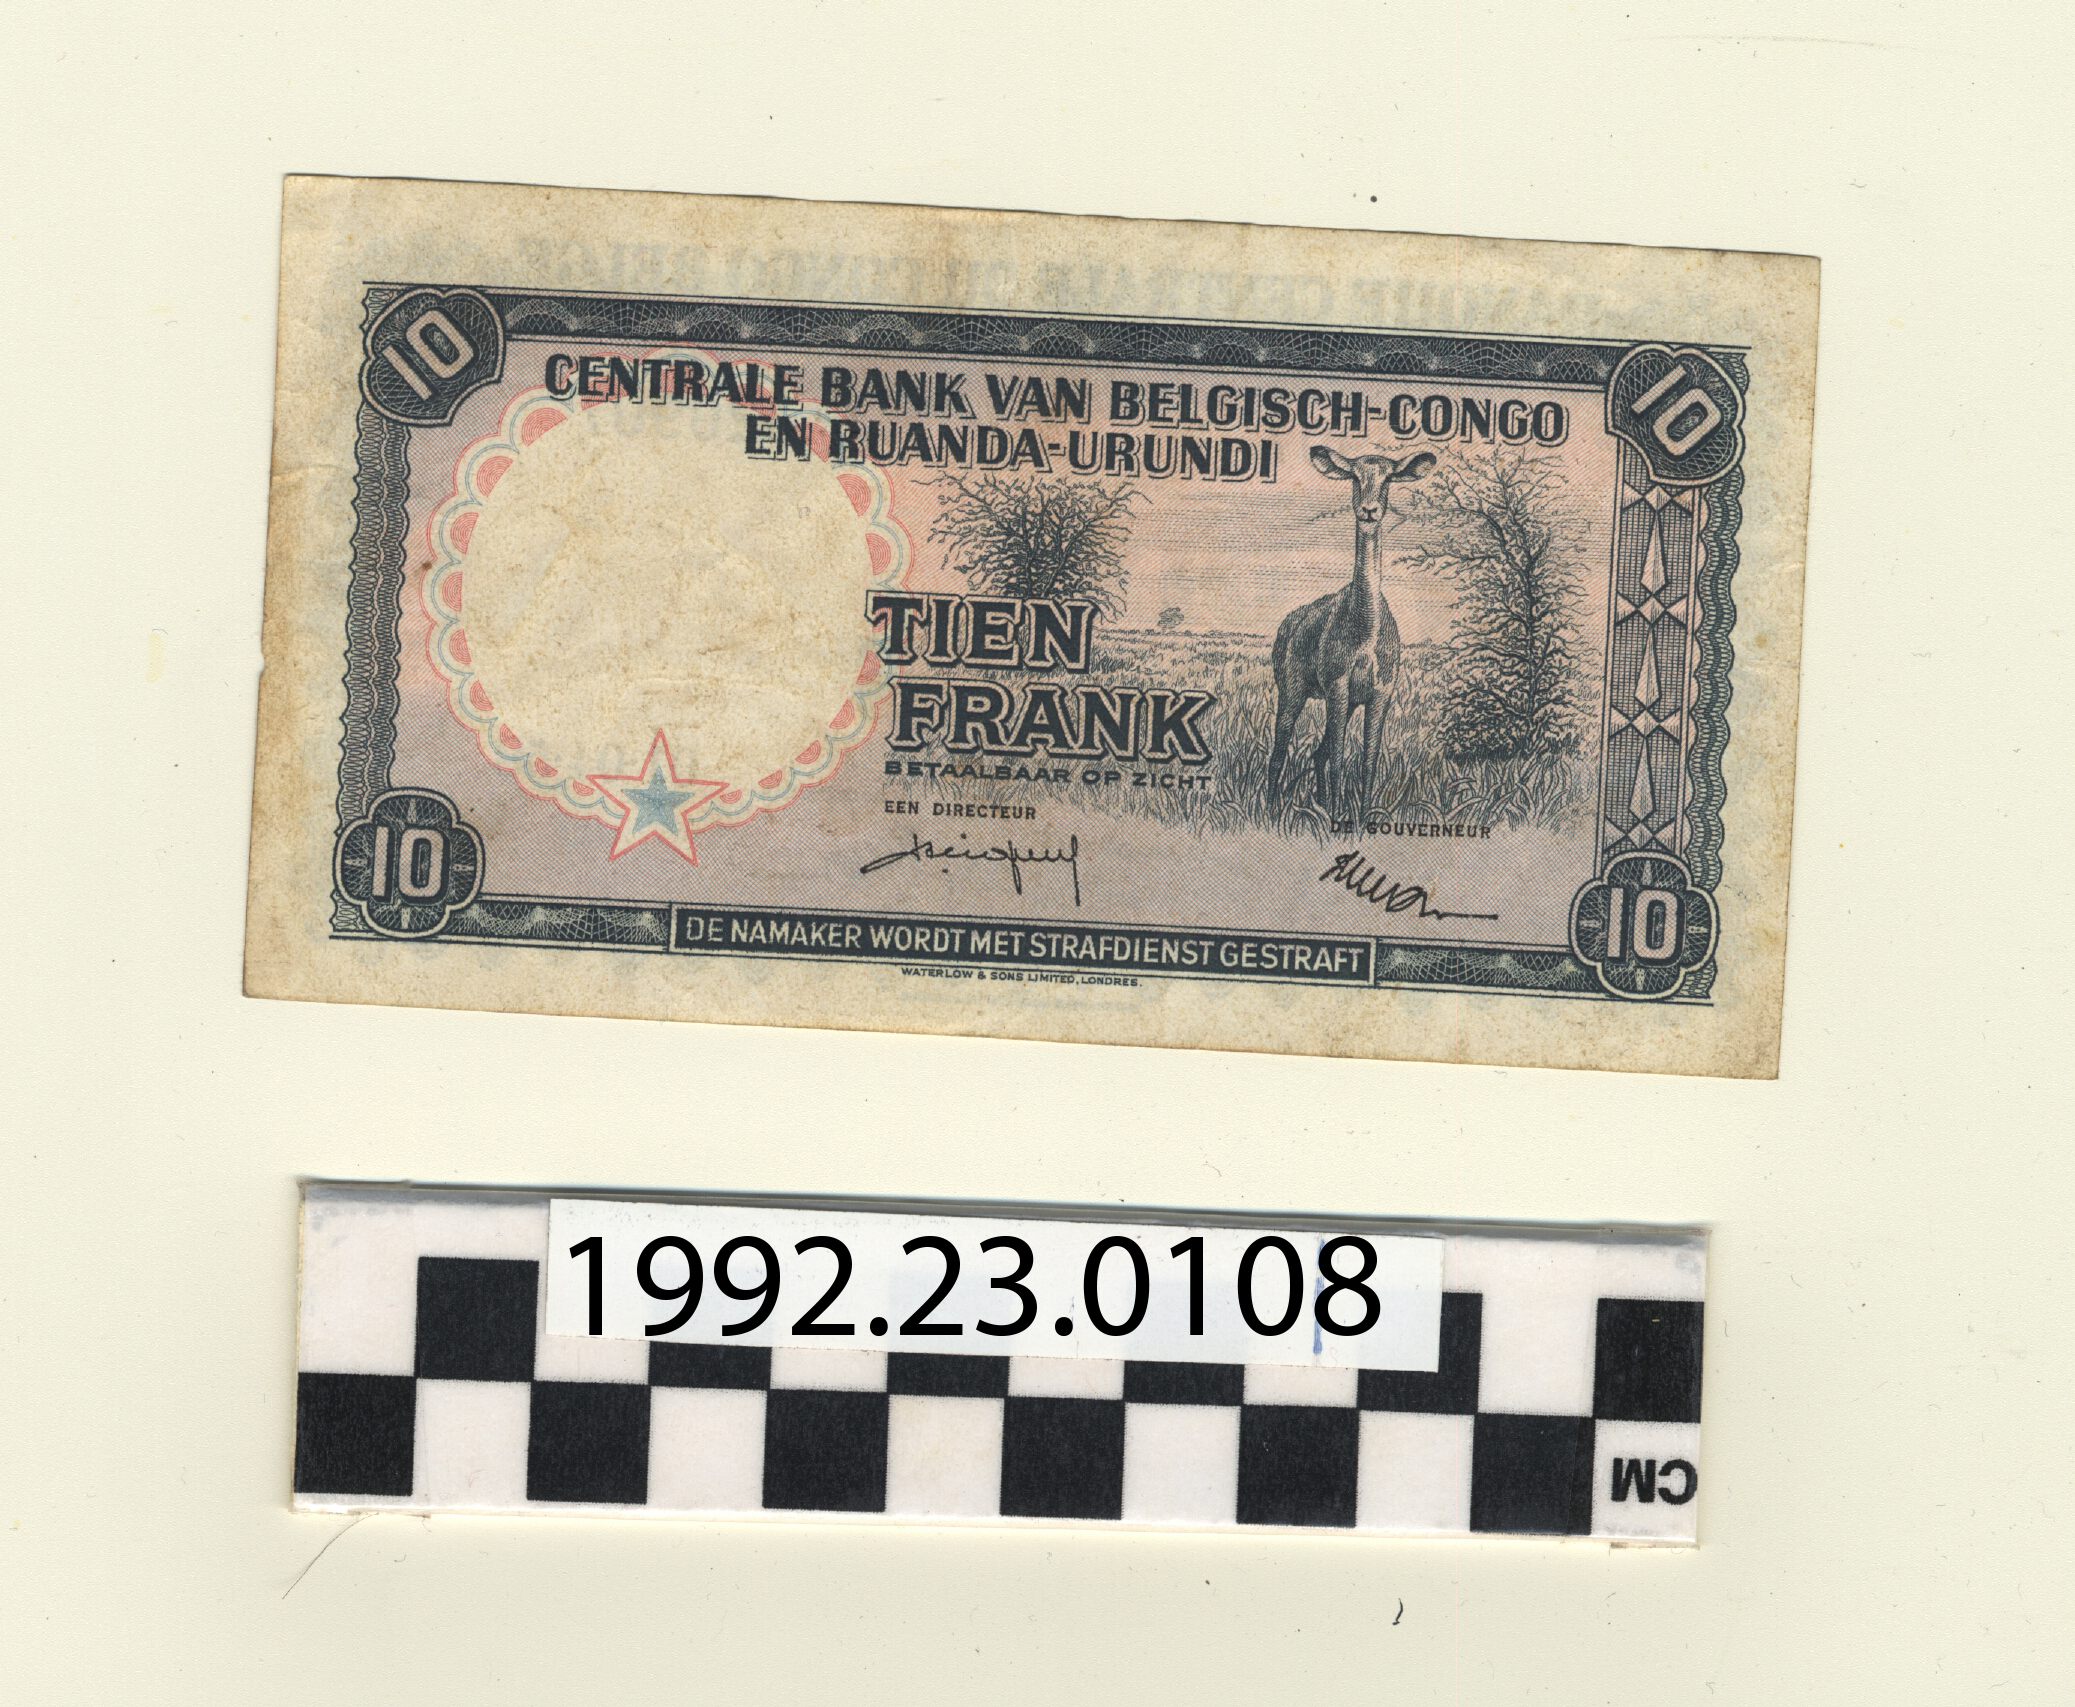 10
10
CENTRALE BANK VAN BELGISCH-CONGO
EN RUANDA-URUNDI
TIEN
FRANK
BETAALBAAR OP ZICHT
EEN DIRECTEUR
DE GOUVERNEUR
10
10
DE NAMAKER WORDT MET STRAFDIENST GESTRAFT
WATERLOW & SONS LIMITED, LONDRES.
1992.23.0108
CM